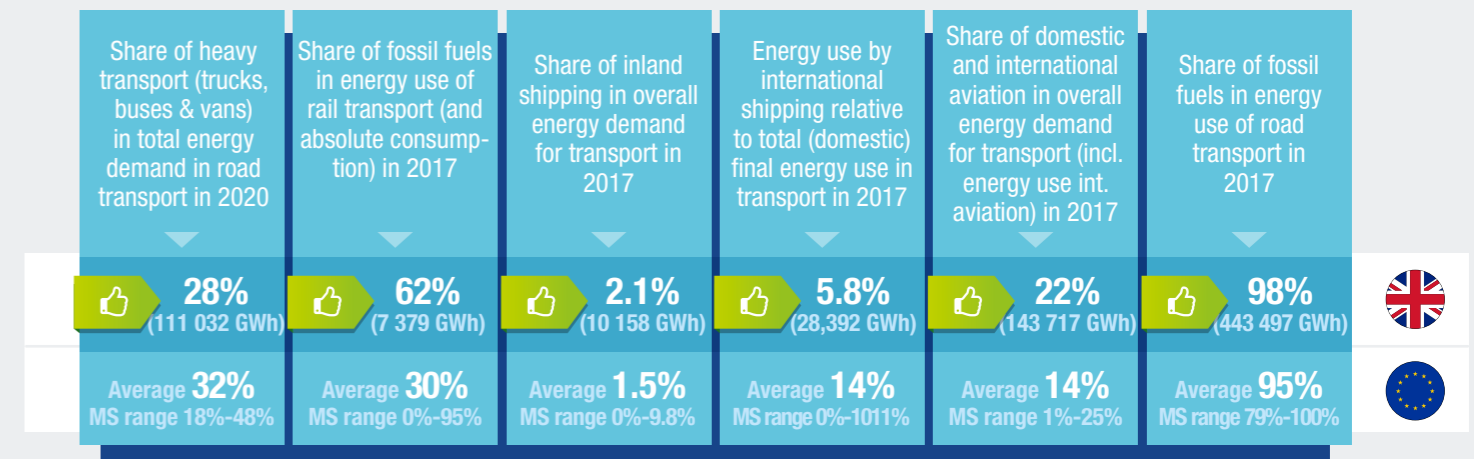 Share of heavy
transport (trucks,
buses & vans)
in total energy
demand in road
transport in 2020
Share of fossil fuels
in energy use of
rail transport (and
absolute consump-
tion) in 2017
Share of inland
shipping in overall
energy demand
for transport in
2017
Energy use by
international
shipping relative
to total (domestic)
final energy use in
transport in 2017
Share of domestic
and international
aviation in overall
energy demand
for transport (incl.
energy use int.
aviation) in 2017
Share of fossil
fuels in energy
use of road
transport in
2017
28%
(111 032 GWh)
62%
(7 379 GWh)
2.1%
(10 158 GWh)
5.8%
(28,392 GWh)
22%
(143 717 GWh)
98%
(443 497 GWh)
Average 32%
MS range 18%-48%
Average 30%
MS range 0%-95%
Average 1.5%
MS range 0%-9.8%
Average 14%
MS range 0%-1011%
Average 14%
MS range 1%-25%
Average 95%
MS range 79%-100%